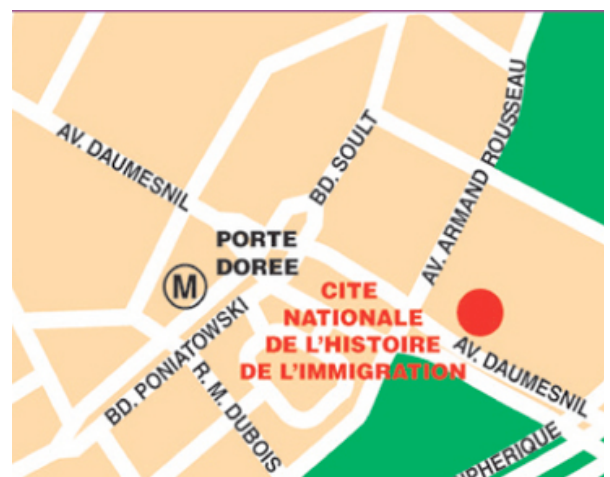 AV. DAUMESNIL
BD. SOULT
AV. ARMAND ROUSSEAU
PORTE
DOREE
M
CITE
NATIONALE
DE L'HISTOIRE
DE L'IMMIGRATION
BD. PONIATOWSKI
R. M. DUBOIS
AV. DAUMESNIL
PHERIQUE